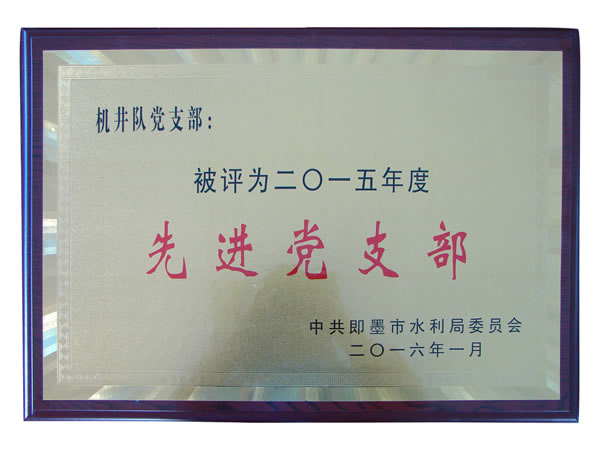 机井队党支部：
被评为二〇一五年度
先进党支部
中共即墨市水利局委员会
二〇一六年一月